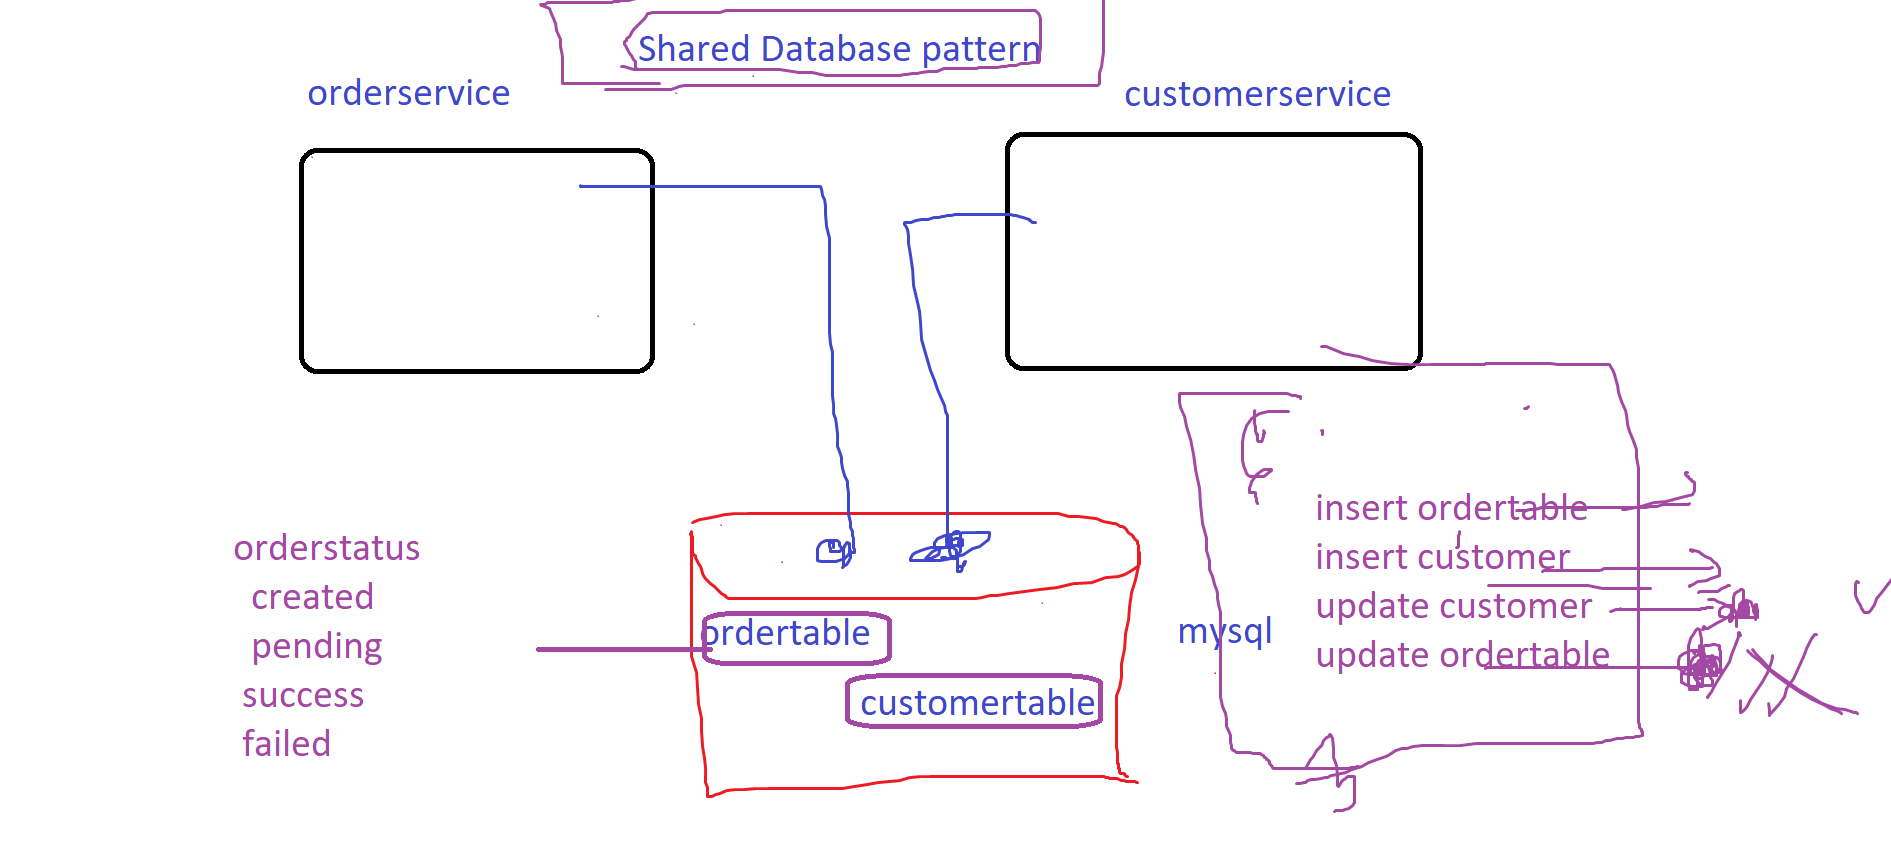 Shared Database pattern
orderservice
customerservice
insert ordertable
insert customer
update customer
update ordertable
orderstatus
created
pending
success
failed
ordertable
customertable
mysql